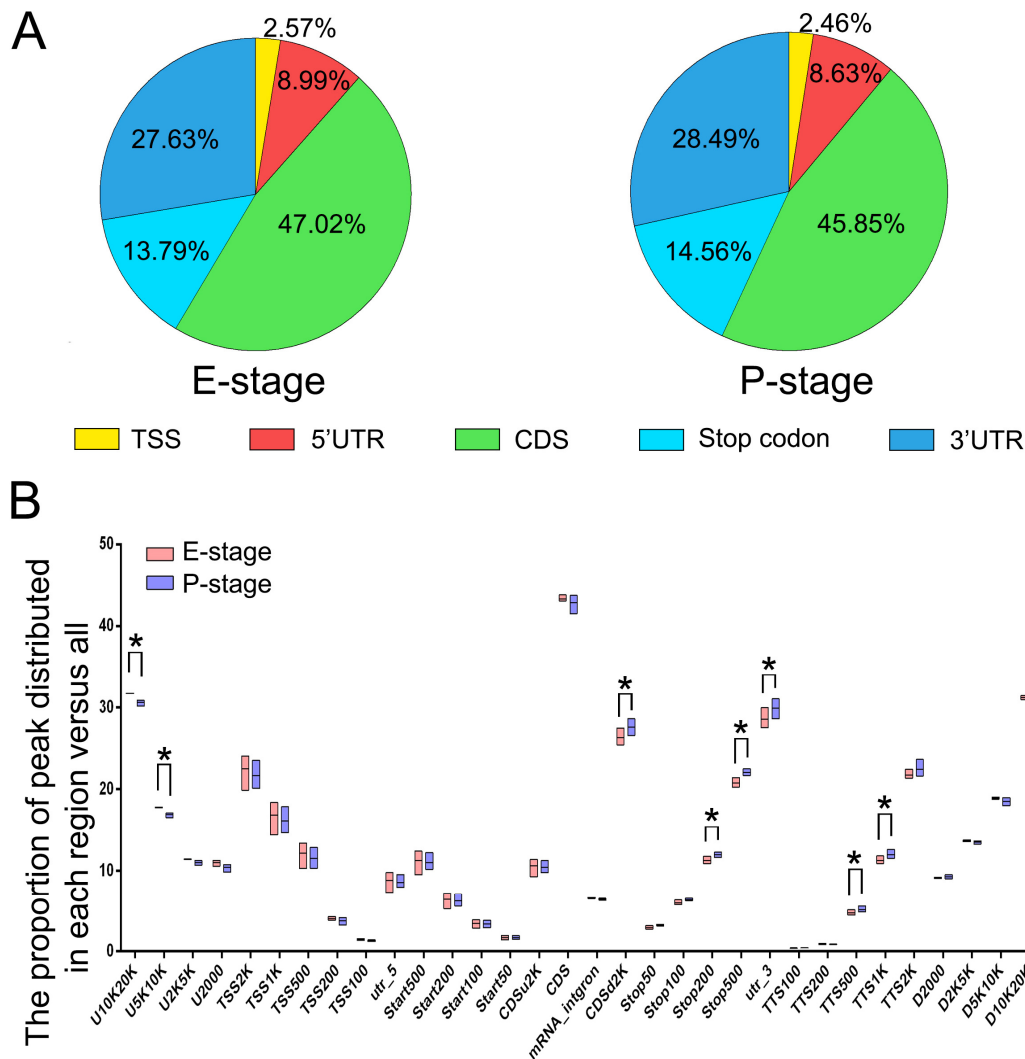 A
2.57%
8.99%
27.63%
47.02%
13.79%
E-stage
2.46%
8.63%
28.49%
45.85%
14.56%
P-stage
TSS
5’UTR
CDS
Stop codon
3’UTR
B
The proportion of peak distributed
in each region versus all
50
40
30
20
10
0
E-stage
P-stage
*
*
*
*
*
*
*
*
U10K20K
U5K10K
U2K5K
U2000
TSS2K
TSS1K
TSS500
TSS200
TSS100
utr_5
Start500
Start200
Start100
Start50
CDSu2K
CDS
mRNA_intgron
CDSd2K
Stop50
Stop100
Stop200
Stop500
utr_3
TTS100
TTS200
TTS500
TTS1K
TTS2K
D2000
D2K5K
D5K10K
D10K20K